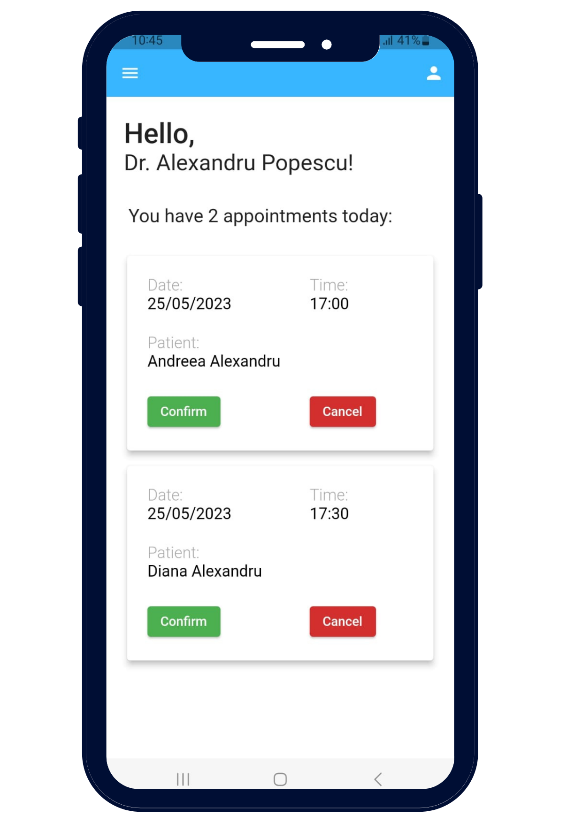 10:45 41%
Hello,
Dr. Alexandru Popescu!
You have 2 appointments today:
Date: Time:
25/05/2023 17:00
Patient:
Andreea Alexandru
Confirm Cancel
Date: Time:
25/05/2023 17:30
Patient:
Diana Alexandru
Confirm Cancel